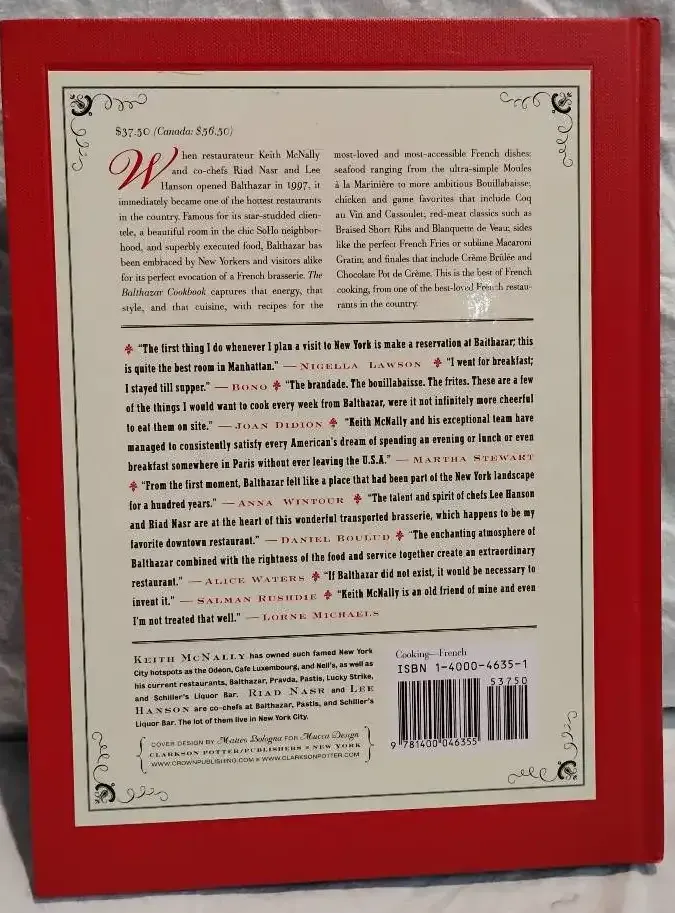 $37.50 (Canada: $56.50)
When restaurateur Keith McNally
and co-chefs Riad Nasr and Lee
Hanson opened Balthazar in 1997, it
immediately became one of the hottest restaurants
in the country. Famous for its star-studded clien-
tele, a beautiful room in the chic SoHo neighbor-
hood, and superbly executed food, Balthazar has
been embraced by New Yorkers and visitors alike
for its perfect evocation of a French brasserie. The
Balthazar Cookbook captures that energy, that
style, and that cuisine, with recipes for the
most-loved and most-accessible French dishes:
seafood ranging from the ultra-simple Moules
à la Marinière to more ambitious Bouillabaisse;
chicken and game favorites that include Coq
au Vin and Cassoulet, red-meat classics such as
Braised Short Ribs and Blanquette de Veau; sides
like the perfect French Fries or sublime Macaroni
Gratin; and finales that include Crème Brûlée and
Chocolate Pot de Crème. This is the best of French
cooking, from one of the best-loved French restau-
rants in the country.
"The first thing I do whenever I plan a visit to New York is make a reservation at Balthazar; this
is quite the best room in Manhattan." — NIGELLA LAWSON "I went for breakfast;
I stayed till supper." — BONO "The brandade. The bouillabaisse. The frites. These are a few
of the things I would want to cook every week from Balthazar, were it not infinitely more cheerful
to eat them on site." — JOAN DIDION "Keith McNally and his exceptional team have
managed to consistently satisfy every American's dream of spending an evening or lunch or even
breakfast somewhere in Paris without ever leaving the U.S.A." — MARTHA STEWART
"From the first moment, Balthazar felt like a place that had been part of the New York landscape
for a hundred years." — ANNA WINTOUR "The talent and spirit of chefs Lee Hanson
and Riad Nasr are at the heart of this wonderful transported brasserie, which happens to be my
favorite downtown restaurant." — DANIEL BOULUD "The enchanting atmosphere of
Balthazar combined with the rightness of the food and service together create an extraordinary
restaurant." — ALICE WATERS "If Balthazar did not exist, it would be necessary to
invent it." — SALMAN RUSHDIE "Keith McNally is an old friend of mine and even
I'm not treated that well." — LORNE MICHAELS
KEITH MCNALLY has owned such famed New York
City hotspots as the Odeon, Cafe Luxembourg, and Nell's, as well as
his current restaurants, Balthazar, Pravda, Pastis, Lucky Strike,
and Schiller's Liquor Bar. RIAD NASR and LEE
HANSON are co-chefs at Balthazar, Pastis, and Schiller's
Liquor Bar. The lot of them live in New York City.
COVER DESIGN BY Matteo Bologna FOR Mucca Design
CLARKSON POTTER/PUBLISHERS NEW YORK
WWW.CROWNPUBLISHING.COM WWW.CLARKSONPOTTER.COM
Cooking—French
ISBN 1-4000-4635-1
53750
9 781400 046355